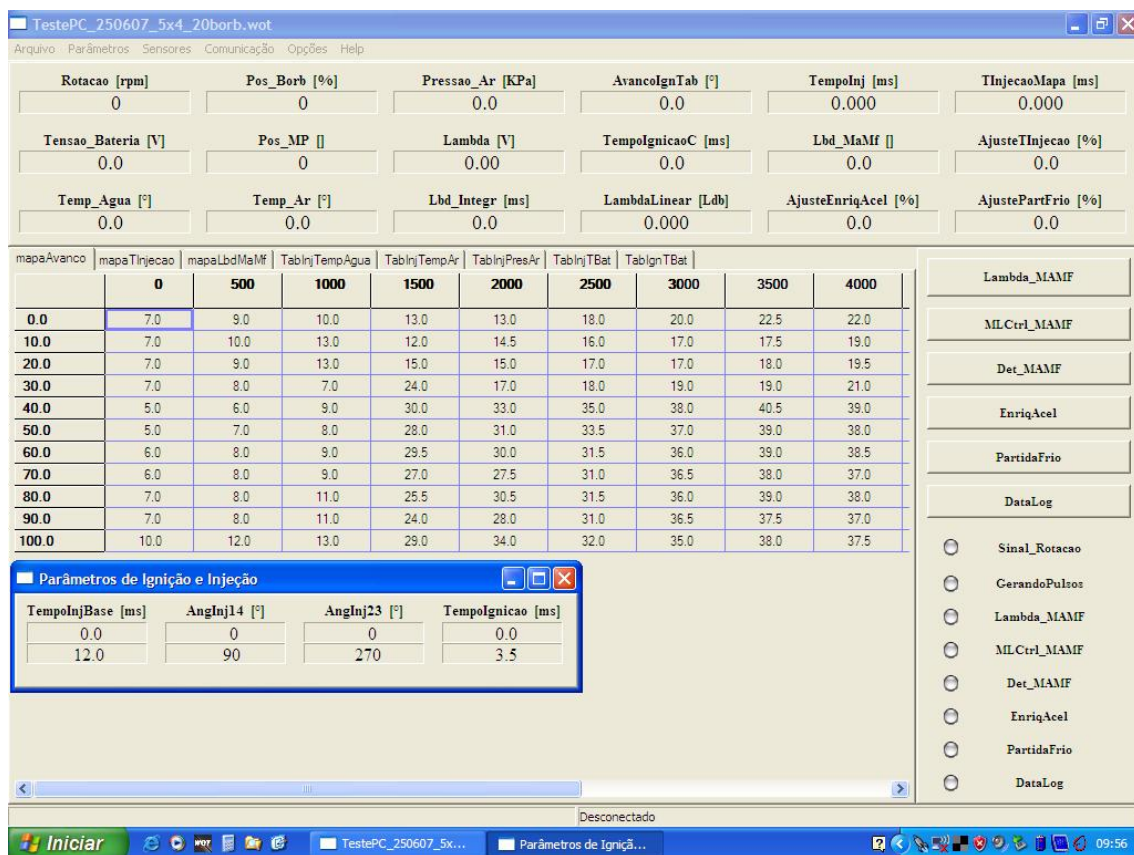 TestePC_250607_5x4_20borb.wot
Arquivo Parâmetros Sensores Comunicação Opções Help
Rotacao [rpm] Pos_Borb [%] Pressao_Ar [KPa] AvancoIgnTab [°] TempoInj [ms] TInjecaoMapa [ms]
0 0 0.0 0.0 0.000 0.000
Tensao_Bateria [V] Pos_MP [] Lambda [V] TempoIgnicaoC [ms] Lbd_MaMf [] AjusteTInjecao [%]
0.0 0 0.00 0.0 0.0 0.0
Temp_Agua [°] Temp_Ar [°] Lbd_Integr [ms] LambdaLinear [Ldb] AjusteEnriqAcel [%] AjustePartFrio [%]
0.0 0.0 0.0 0.000 0.0 0.0
mapaAvanco mapaTInjecao mapaLbdMaMf TabInjTempAgua TabInjTempAr TabInjPresAr TabInjTBat TabIgnTBat
0 500 1000 1500 2000 2500 3000 3500 4000
0.0 7.0 9.0 10.0 13.0 13.0 18.0 20.0 22.5 22.0
10.0 7.0 10.0 13.0 12.0 14.5 16.0 17.0 17.5 19.0
20.0 7.0 9.0 13.0 15.0 15.0 17.0 17.0 18.0 19.5
30.0 7.0 8.0 7.0 24.0 17.0 18.0 19.0 19.0 21.0
40.0 5.0 6.0 9.0 30.0 33.0 35.0 38.0 40.5 39.0
50.0 5.0 7.0 8.0 28.0 31.0 33.5 37.0 39.0 38.0
60.0 6.0 8.0 9.0 29.5 30.0 31.5 36.0 39.0 38.5
70.0 6.0 8.0 9.0 27.0 27.5 31.0 36.5 38.0 37.0
80.0 7.0 8.0 11.0 25.5 30.5 31.5 36.0 39.0 38.0
90.0 7.0 8.0 11.0 24.0 28.0 31.0 36.5 37.5 37.0
100.0 10.0 12.0 13.0 29.0 34.0 32.0 35.0 38.0 37.5
Lambda_MAMF
MLCtrl_MAMF
Det_MAMF
EnriqAcel
PartidaFrio
DataLog
Sinal_Rotacao
GerandoPulsos
Lambda_MAMF
MLCtrl_MAMF
Det_MAMF
EnriqAcel
PartidaFrio
DataLog
Parâmetros de Ignição e Injeção
TempoInjBase [ms] AngInj14 [°] AngInj23 [°] TempoIgnicao [ms]
0.0 0 0 0.0
12.0 90 270 3.5
Desconectado
Iniciar WOT TestePC_250607_5x... Parâmetros de Igniçã... 09:56